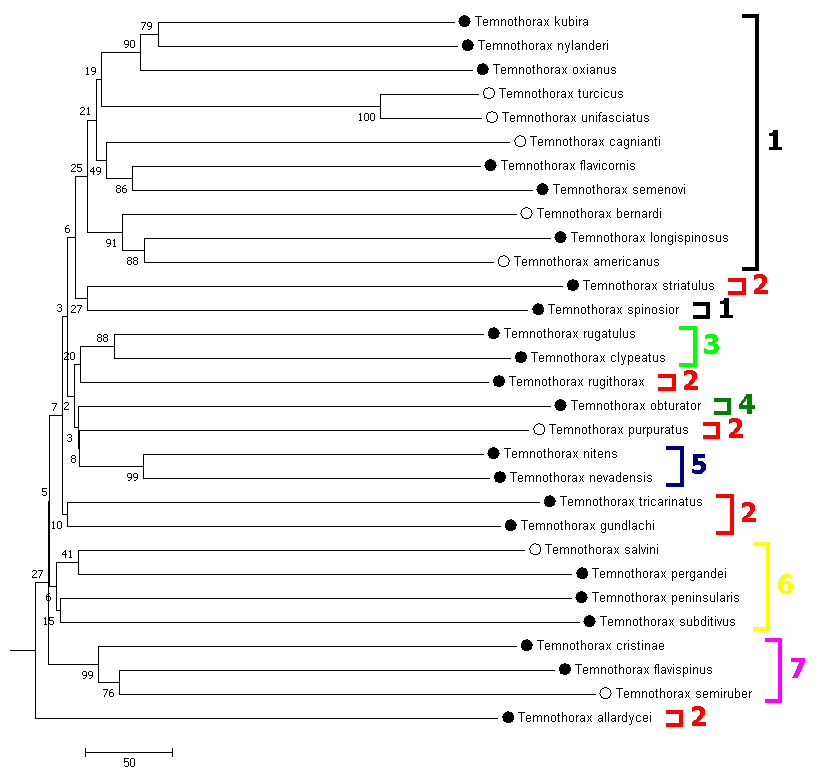 79
Temnothorax kubira
90
Temnothorax nylanderi
19
Temnothorax oxianus
Temnothorax turcicus
21
100
Temnothorax unifasciatus
Temnothorax cagnianti
1
25
49
Temnothorax flavicornis
86
Temnothorax semenovi
Temnothorax bernardi
6
91
Temnothorax longispinosus
88
Temnothorax americanus
Temnothorax striatulus
2
3
27
Temnothorax spinosior
1
88
Temnothorax rugatulus
3
20
Temnothorax clypeatus
Temnothorax rugithorax
2
7
2
Temnothorax obturator
4
3
Temnothorax purpuratus
2
8
Temnothorax nitens
5
99
Temnothorax nevadensis
5
Temnothorax tricarinatus
2
10
Temnothorax gundlachi
41
Temnothorax salvini
27
Temnothorax pergandei
6
6
Temnothorax peninsularis
15
Temnothorax subditivus
Temnothorax cristinae
99
Temnothorax flavispinus
7
76
Temnothorax semiruber
Temnothorax allardycei
2
50